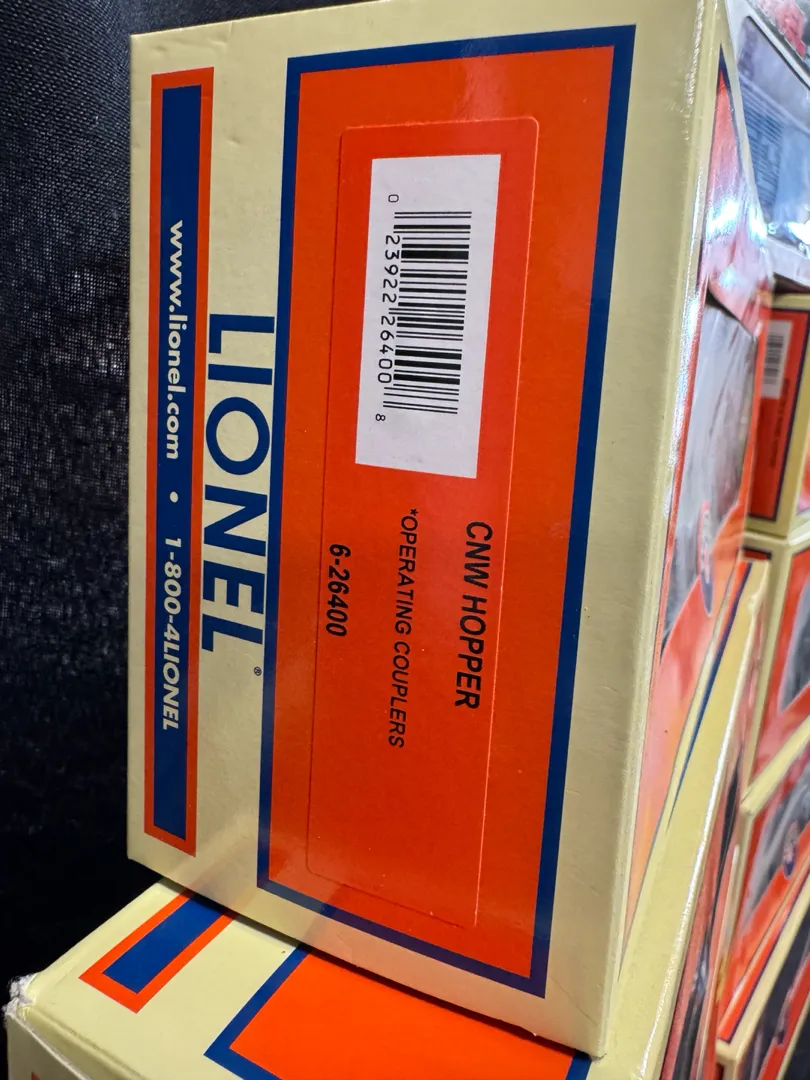 0 23922 26400 8
CNW HOPPER
*OPERATING COUPLERS
6-26400
LIONEL®
www.lionel.com • 1-800-4LIONEL